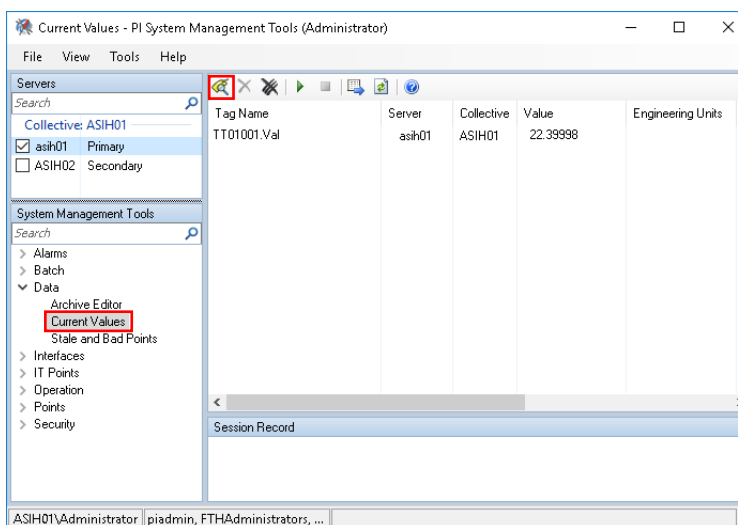 Current Values - PI System Management Tools (Administrator)
File View Tools Help
Servers
Search
Collective: ASIH01
asih01 Primary
ASIH02 Secondary
System Management Tools
Search
Alarms
Batch
Data
Archive Editor
Current Values
Stale and Bad Points
Interfaces
IT Points
Operation
Points
Security
Tag Name Server Collective Value Engineering Units
TT01001.Val asih01 ASIH01 22.39998
Session Record
ASIH01\Administrator piadmin, FTHAdministrators, ...